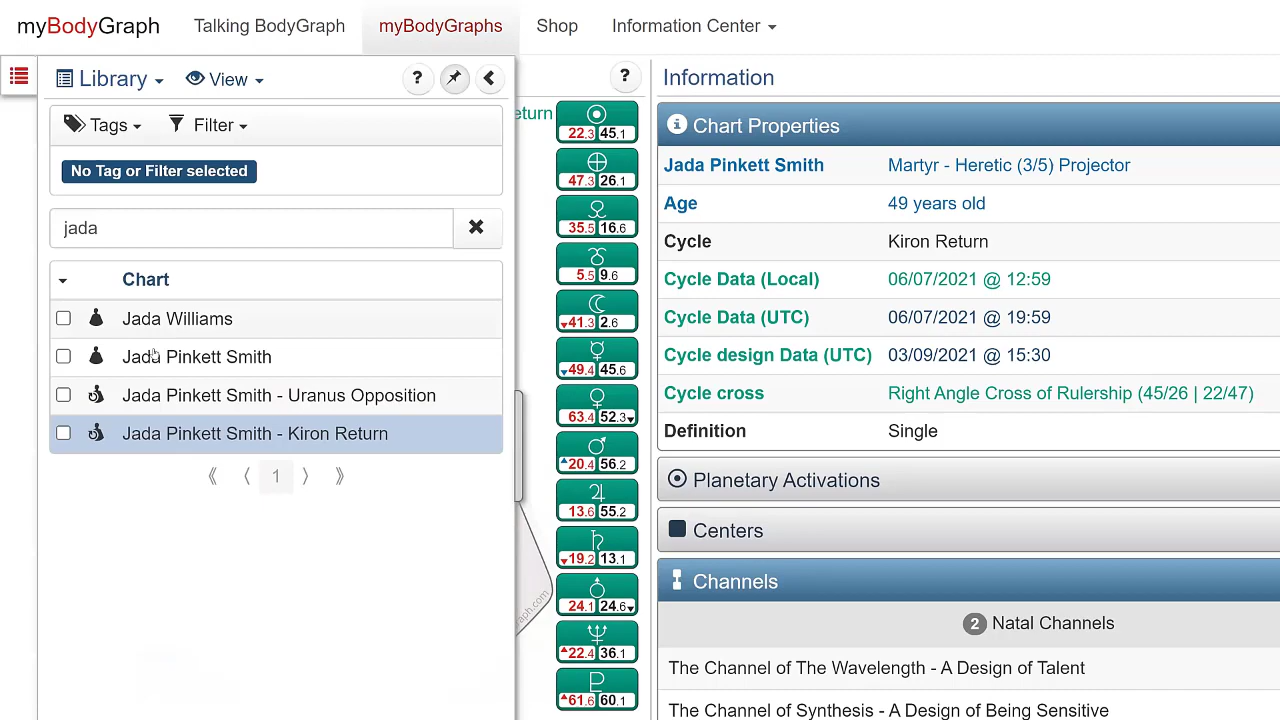 myBodyGraph
Talking BodyGraph
myBodyGraphs
Shop
Information Center
Library
View
?
Tags
Filter
No Tag or Filter selected
jada
Chart
Jada Williams
Jada Pinkett Smith
Jada Pinkett Smith - Uranus Opposition
Jada Pinkett Smith - Kiron Return
1
?
eturn
22.3 45.1
47.3 26.1
35.5 16.6
5.5 9.6
41.3 2.6
49.4 45.6
63.4 52.3
20.4 56.2
13.6 55.2
19.2 13.1
24.1 24.6
22.4 36.1
61.6 60.1
raph.com
Information
Chart Properties
Jada Pinkett Smith Martyr - Heretic (3/5) Projector
Age 49 years old
Cycle Kiron Return
Cycle Data (Local) 06/07/2021 @ 12:59
Cycle Data (UTC) 06/07/2021 @ 19:59
Cycle design Data (UTC) 03/09/2021 @ 15:30
Cycle cross Right Angle Cross of Rulership (45/26 | 22/47)
Definition Single
Planetary Activations
Centers
Channels
2 Natal Channels
The Channel of The Wavelength - A Design of Talent
The Channel of Synthesis - A Design of Being Sensitive